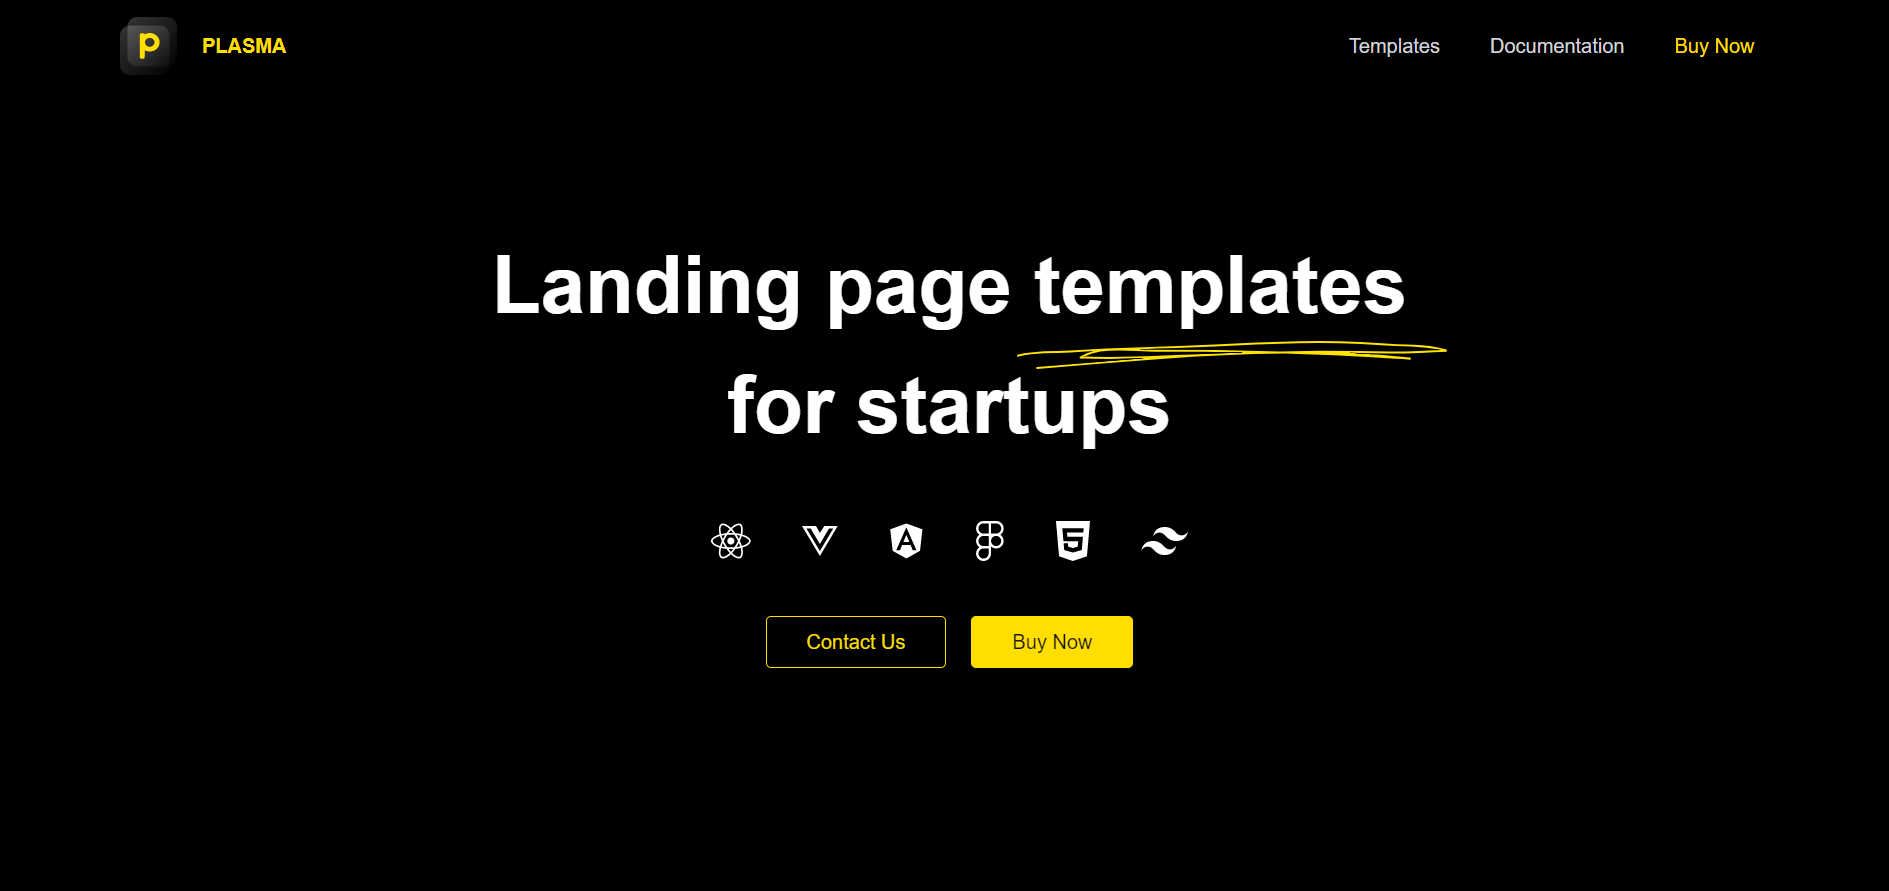 p
PLASMA
Templates
Documentation
Buy Now
Landing page templates
for startups
Contact Us
Buy Now